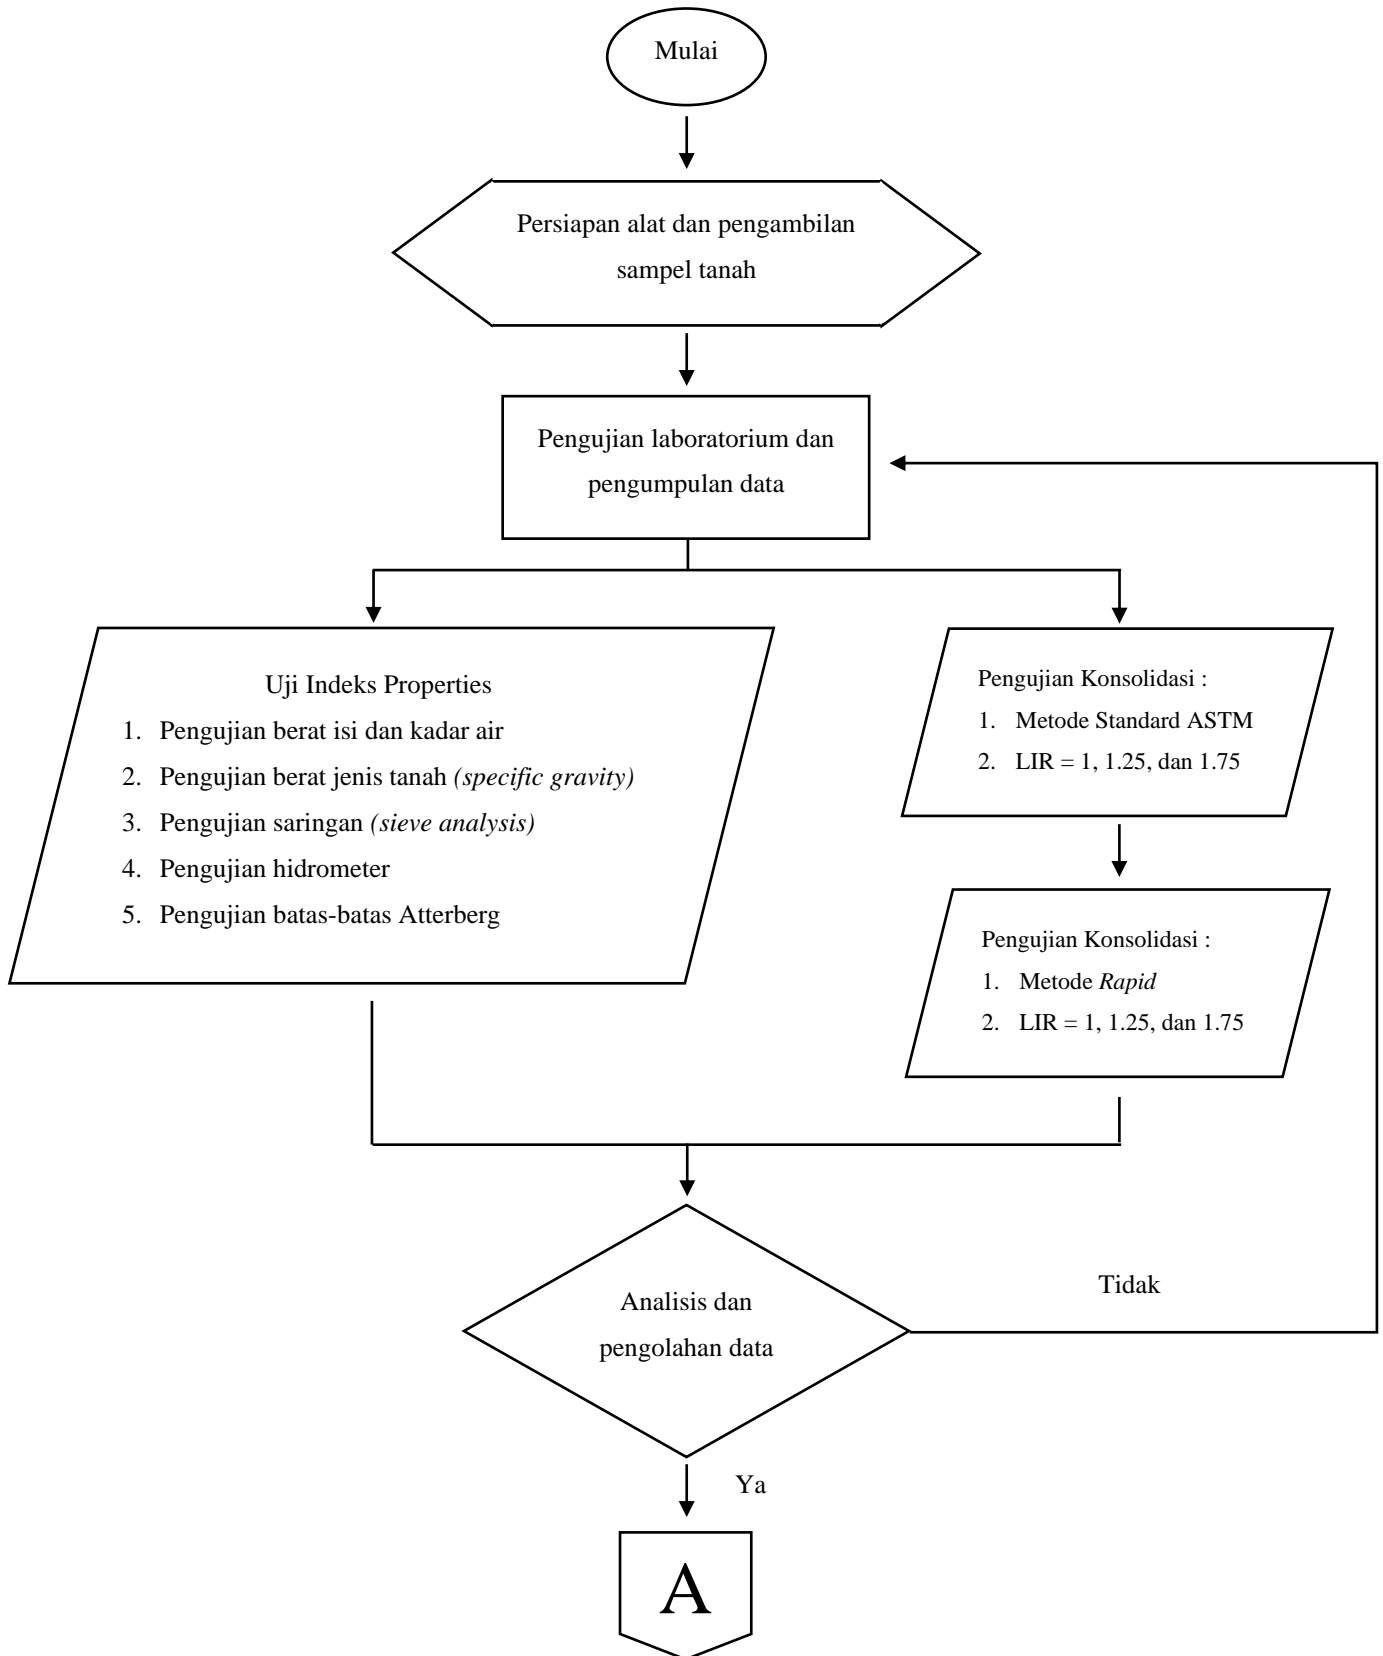 Mulai
Persiapan alat dan pengambilan
sampel tanah
Pengujian laboratorium dan
pengumpulan data
Uji Indeks Properties
1. Pengujian berat isi dan kadar air
2. Pengujian berat jenis tanah (specific gravity)
3. Pengujian saringan (sieve analysis)
4. Pengujian hidrometer
5. Pengujian batas-batas Atterberg
Pengujian Konsolidasi :
1. Metode Standard ASTM
2. LIR = 1, 1.25, dan 1.75
Pengujian Konsolidasi :
1. Metode Rapid
2. LIR = 1, 1.25, dan 1.75
Analisis dan
pengolahan data
Tidak
Ya
A